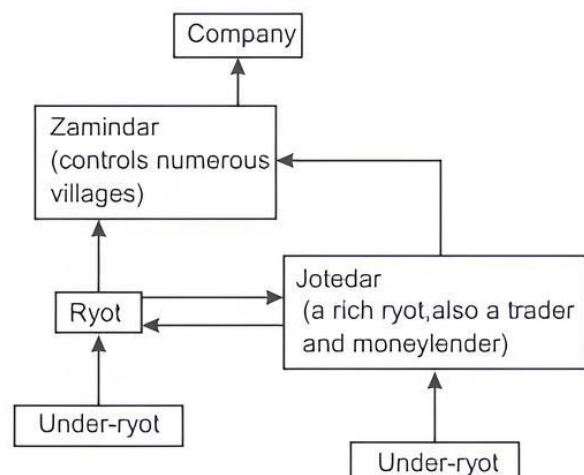 Company
Zamindar
(controls numerous
villages)
Jotedar
(a rich ryot,also a trader
and moneylender)
Ryot
Under-ryot
Under-ryot